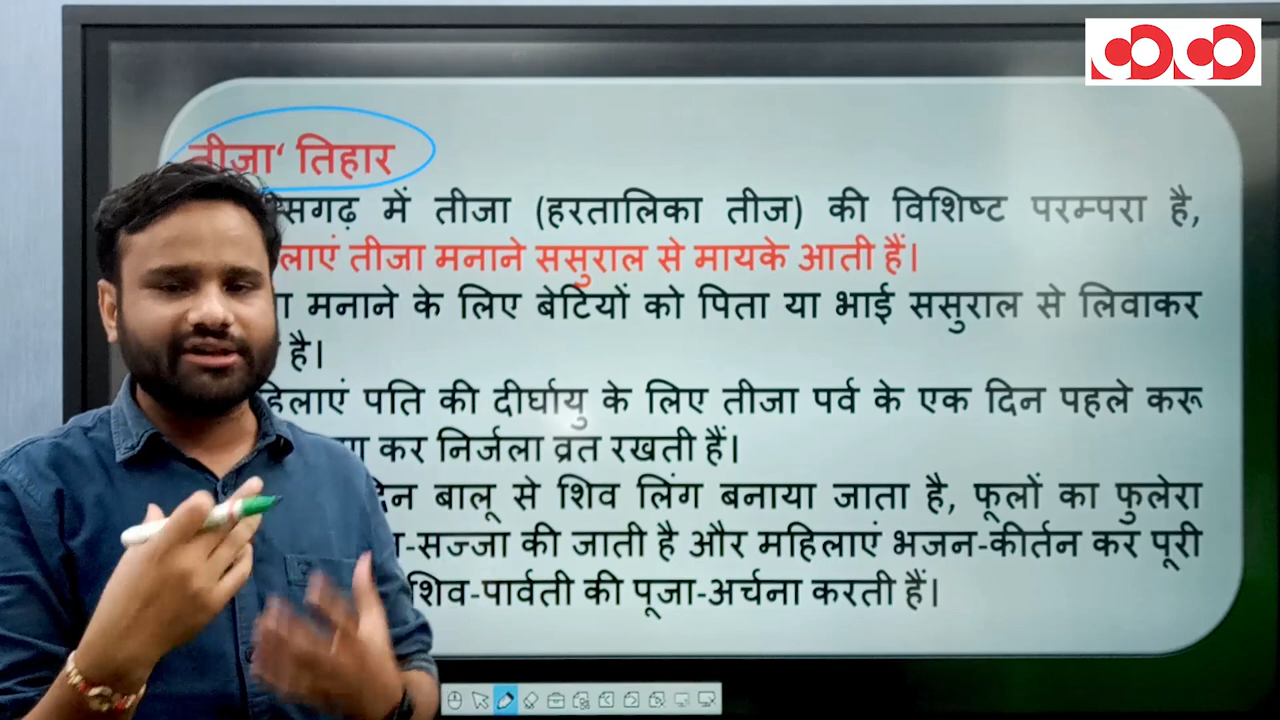 तीजा‘ तिहार
में तीजा (हरतालिका तीज) की विशिष्ट परम्परा है,
तीजा मनाने ससुराल से मायके आती हैं।
मनाने के लिए बेटियों को पिता या भाई ससुराल से लिवाकर
है।
पति की दीर्घायु के लिए तीजा पर्व के एक दिन पहले करू
कर निर्जला व्रत रखती हैं।
बालू से शिव लिंग बनाया जाता है, फूलों का फुलेरा
-सज्जा की जाती है और महिलाएं भजन-कीर्तन कर पूरी
शिव-पार्वती की पूजा-अर्चना करती हैं।